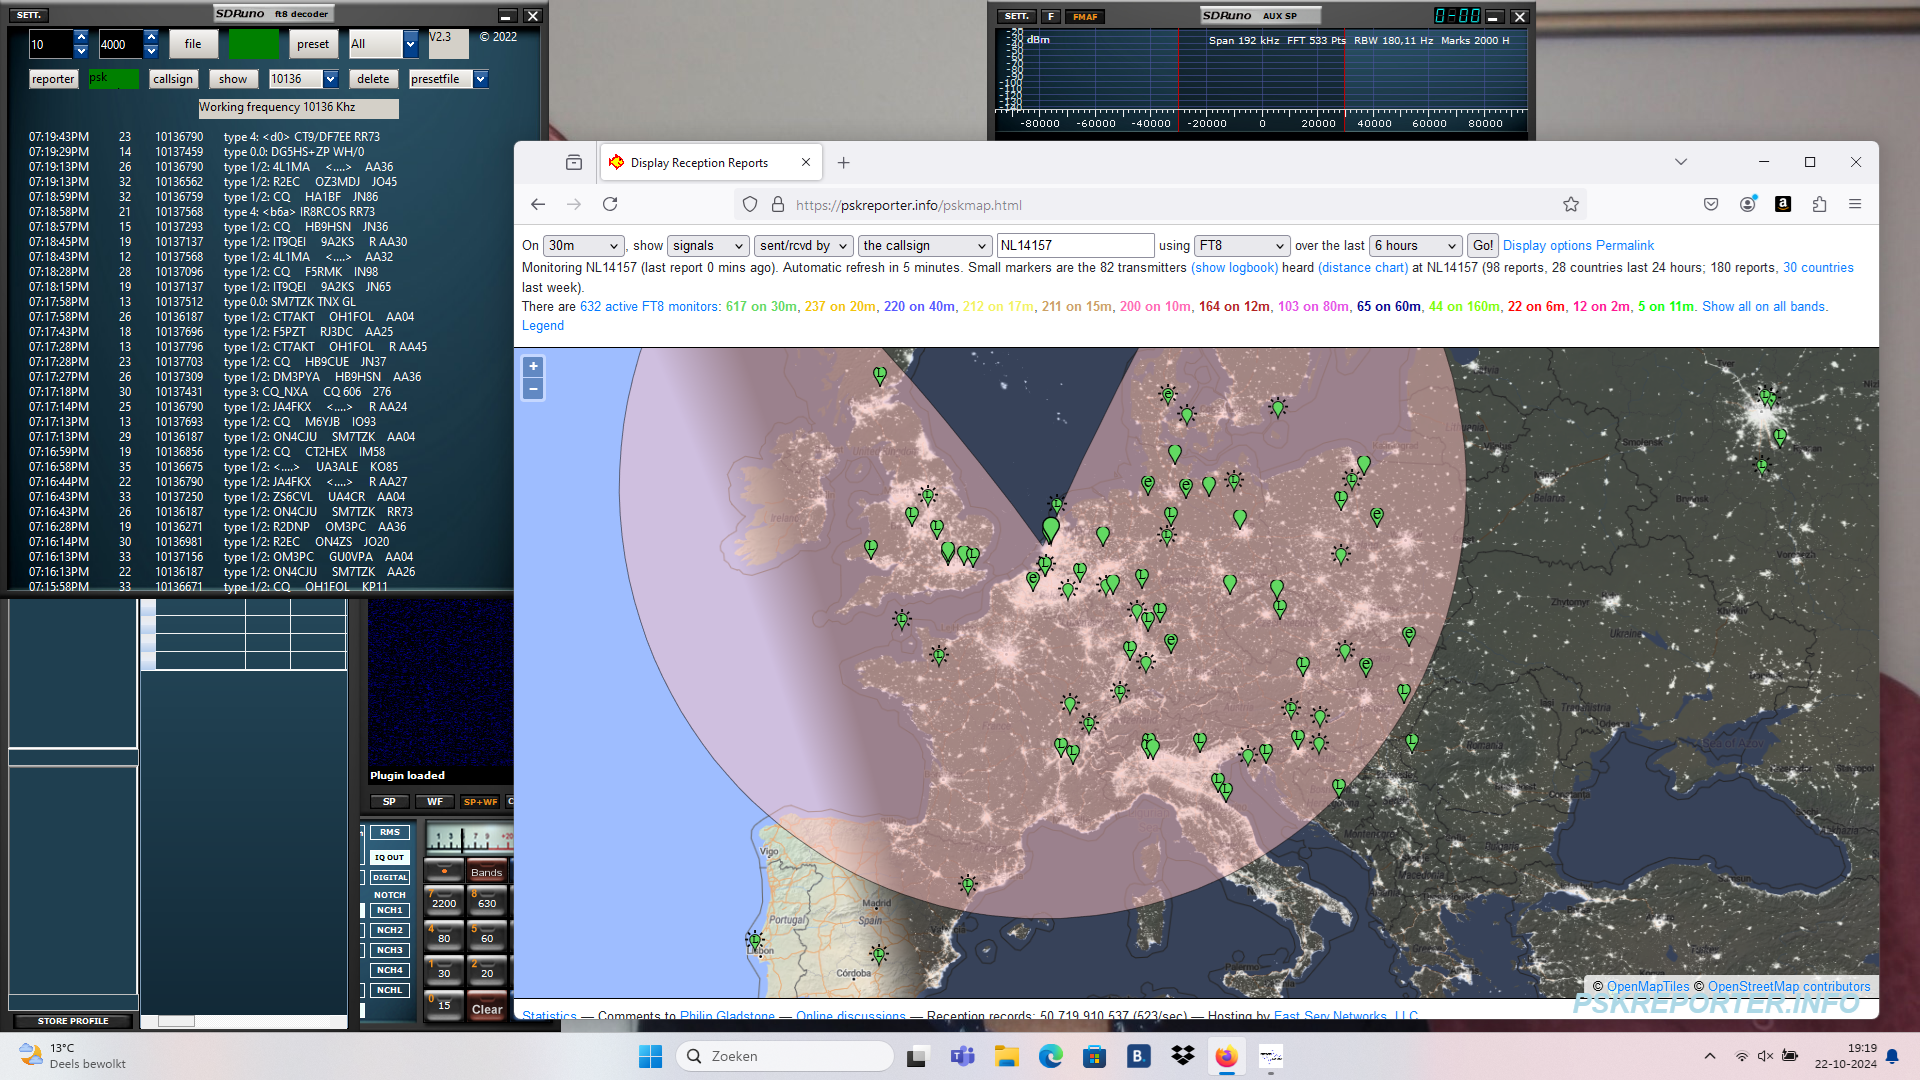 SETT.
SDRuno ft8 decoder
10
4000
file
preset
All
V2.3
© 2022
reporter
psk
callsign
show
10136
delete
presetfile
Working frequency 10136 Khz
07:19:43PM 23 10136790 type 4: <d0> CT9/DF7EE RR73
07:19:29PM 14 10137459 type 0.0: DG5HS+ZP WH/0
07:19:13PM 26 10136790 type 1/2: 4L1MA <....> AA36
07:19:13PM 32 10136562 type 1/2: R2EC OZ3MDJ JO45
07:18:59PM 32 10136759 type 1/2: CQ HA1BF JN86
07:18:58PM 21 10137568 type 4: <b6a> IR8RCOS RR73
07:18:57PM 15 10137293 type 1/2: CQ HB9HSN JN36
07:18:45PM 19 10137137 type 1/2: IT9QEI 9A2KS R AA30
07:18:43PM 12 10137568 type 1/2: 4L1MA <....> AA32
07:18:28PM 28 10137096 type 1/2: CQ F5RMK IN98
07:18:15PM 19 10137137 type 1/2: IT9QEI 9A2KS JN65
07:17:58PM 13 10137512 type 0.0: SM7TZK TNX GL
07:17:58PM 26 10136187 type 1/2: CT7AKT OH1FOL AA04
07:17:43PM 18 10137696 type 1/2: F5PZT RJ3DC AA25
07:17:28PM 13 10137796 type 1/2: CT7AKT OH1FOL R AA45
07:17:28PM 23 10137703 type 1/2: CQ HB9CUE JN37
07:17:27PM 26 10137309 type 1/2: DM3PYA HB9HSN AA36
07:17:18PM 30 10137431 type 3: CQ_NXA CQ 606 276
07:17:14PM 25 10136790 type 1/2: JA4FKX <....> R AA24
07:17:13PM 13 10137693 type 1/2: CQ M6YJB IO93
07:17:13PM 29 10136187 type 1/2: ON4CJU SM7TZK AA04
07:16:59PM 19 10136856 type 1/2: CQ CT2HEX IM58
07:16:58PM 35 10136675 type 1/2: <....> UA3ALE KO85
07:16:44PM 22 10136790 type 1/2: JA4FKX <....> R AA27
07:16:43PM 33 10137250 type 1/2: ZS6CVL UA4CR AA04
07:16:43PM 26 10136187 type 1/2: ON4CJU SM7TZK RR73
07:16:28PM 19 10136271 type 1/2: R2DNP OM3PC AA36
07:16:14PM 30 10136981 type 1/2: R2EC ON4ZS JO20
07:16:13PM 33 10137156 type 1/2: OM3PC GU0VPA AA04
07:16:13PM 22 10136187 type 1/2: ON4CJU SM7TZK AA26
07:15:58PM 33 10136671 type 1/2: CQ OH1FOL KP11
SETT.
F
FMAF
SDRuno AUX SP
0-00
dBm
Span 192 kHz FFT 533 Pts RBW 180,11 Hz Marks 2000 H
-80000 -60000 -40000 -20000 0 20000 40000 60000 80000
Display Reception Reports
https://pskreporter.info/pskmap.html
On 30m, show signals sent/rcvd by the callsign NL14157 using FT8 over the last 6 hours Go! Display options Permalink
Monitoring NL14157 (last report 0 mins ago). Automatic refresh in 5 minutes. Small markers are the 82 transmitters (show logbook) heard (distance chart) at NL14157 (98 reports, 28 countries last 24 hours; 180 reports, 30 countries
last week).
There are 632 active FT8 monitors: 617 on 30m, 237 on 20m, 220 on 40m, 212 on 17m, 211 on 15m, 200 on 10m, 164 on 12m, 103 on 80m, 65 on 60m, 44 on 160m, 22 on 6m, 12 on 2m, 5 on 11m. Show all on all bands.
Legend
+
−
Ireland
Belarus
Ukraine
Romania
Sea of Azov
Vigo
Portugal
Madrid
Spain
Lisbon
Córdoba
Palermo
© OpenMapTiles © OpenStreetMap contributors
PSKREPORTER.INFO
Statistics — Comments to Philip Gladstone — Online discussions — Reception records: 50,719,910,537 (523/sec) — Hosting by East Serv Networks, LLC
Plugin loaded
SP
WF
SP+WF
RMS
IQ OUT
DIGITAL
NOTCH
NCH1
NCH2
NCH3
NCH4
NCHL
Bands
7 2200
8 630
4 80
5 60
1 30
2 20
0 15
Clear
STORE PROFILE
13°C
Deels bewolkt
Zoeken
19:19
22-10-2024